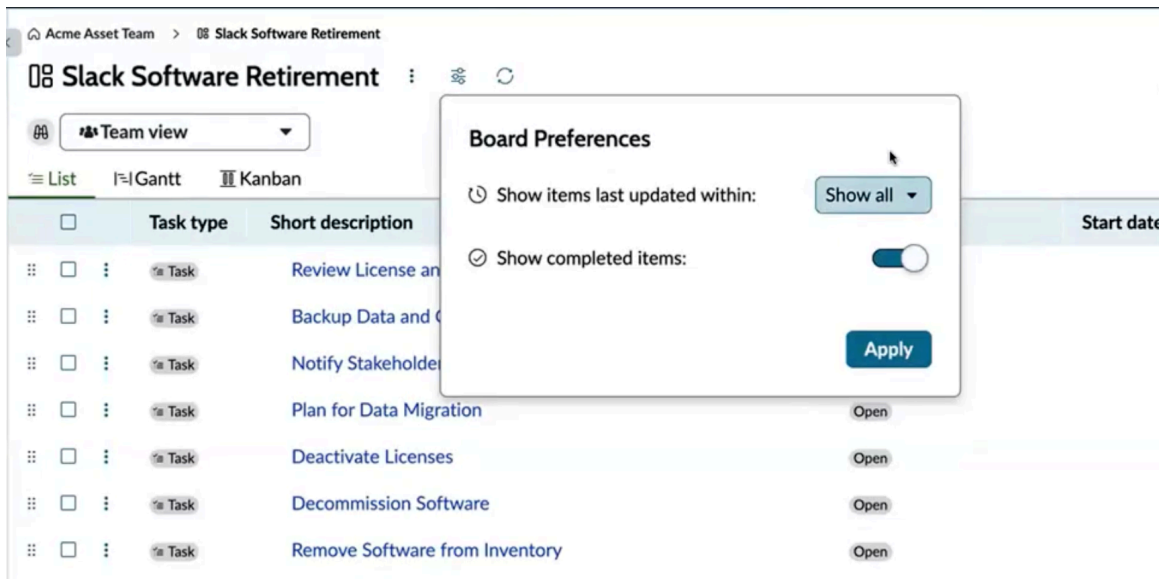 Acme Asset Team > Slack Software Retirement
Slack Software Retirement
Team view
List Gantt Kanban
Board Preferences
Show items last updated within: Show all
Show completed items:
Apply
Task type Short description Start date
Task Review License an
Task Backup Data and
Task Notify Stakeholder
Task Plan for Data Migration Open
Task Deactivate Licenses Open
Task Decommission Software Open
Task Remove Software from Inventory Open